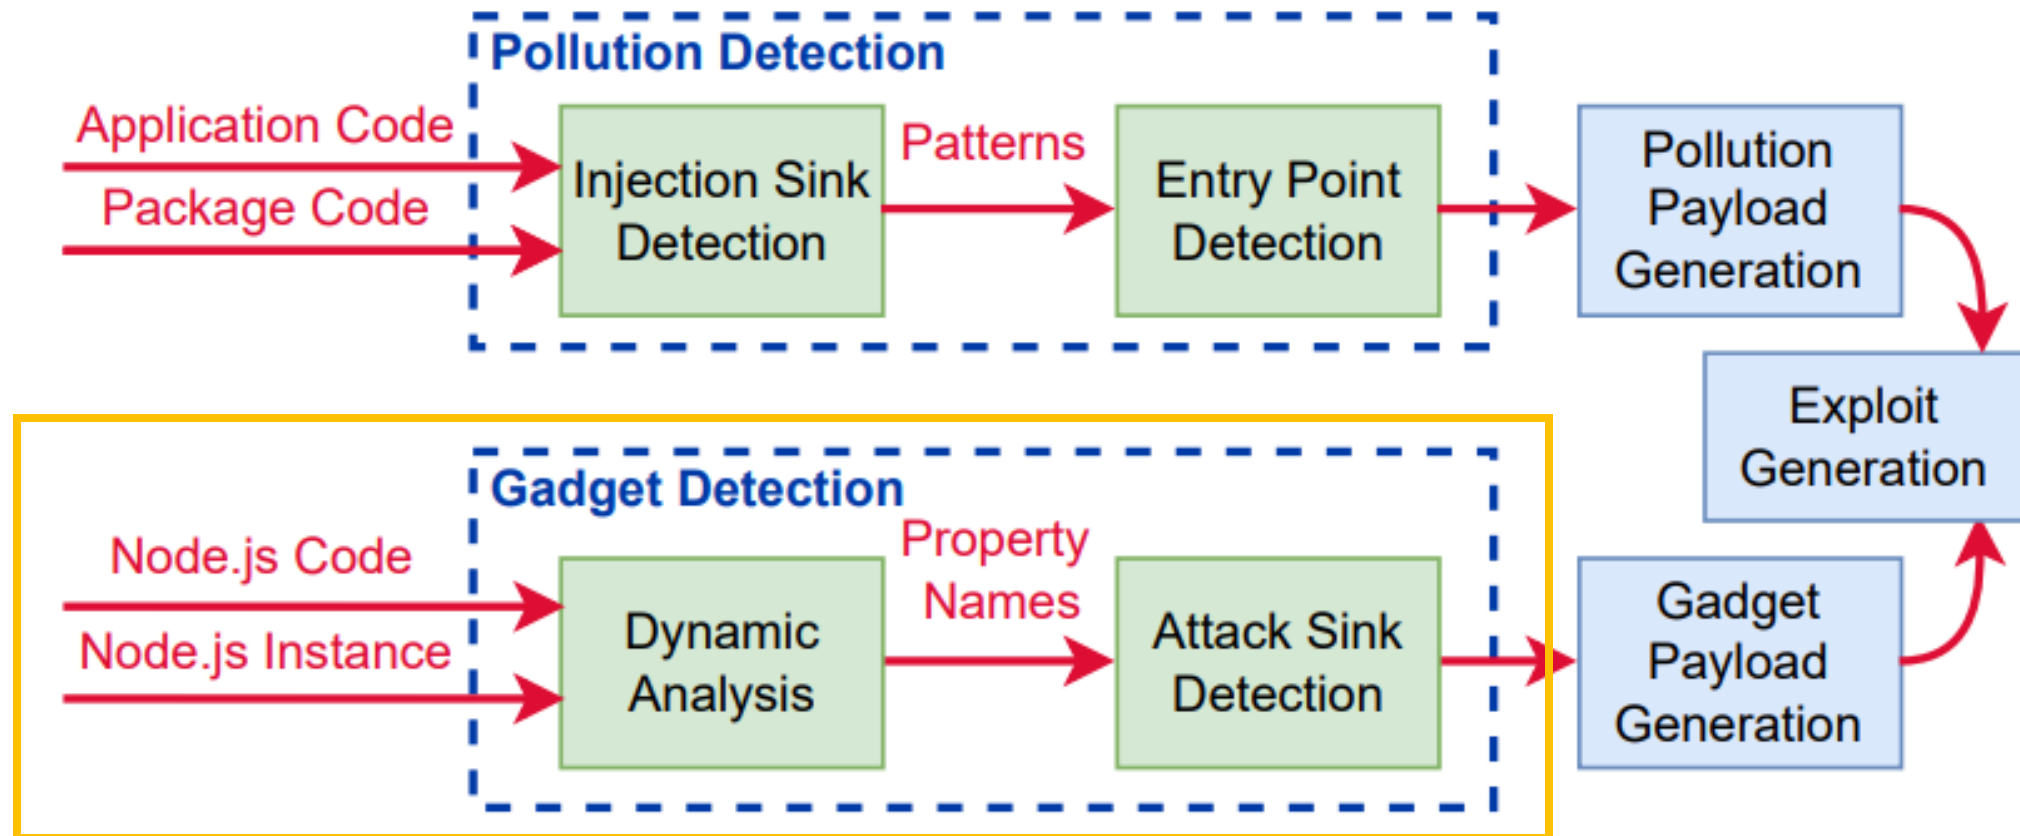 Pollution Detection
Application Code
Package Code
Injection Sink
Detection
Patterns
Entry Point
Detection
Pollution
Payload
Generation
Exploit
Generation
Gadget Detection
Node.js Code
Node.js Instance
Dynamic
Analysis
Property
Names
Attack Sink
Detection
Gadget
Payload
Generation